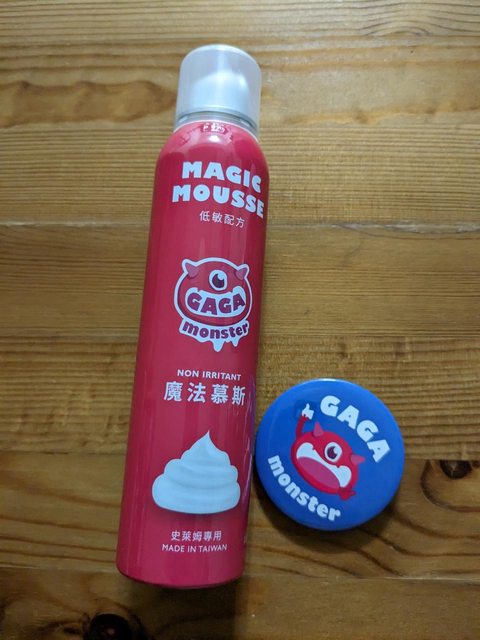 MAGIC
MOUSSE
低敏配方
GAGA
monster
NON IRRITANT
魔法慕斯
史萊姆專用
MADE IN TAIWAN
GAGA
monster